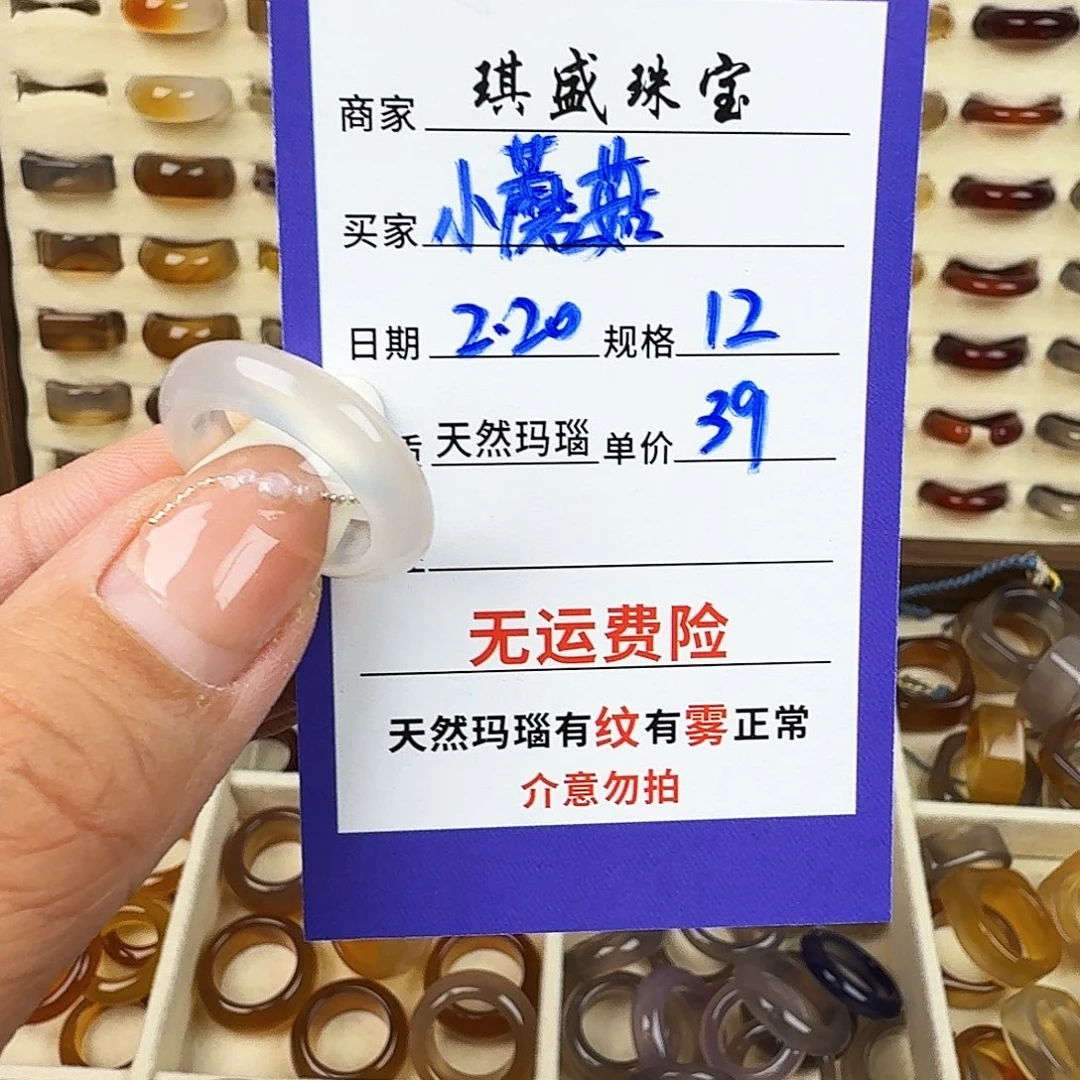 商家 琪盛珠宝
买家 小蘑菇
日期 2.20 规格 12
质 天然玛瑙 单价 39
无运费险
天然玛瑙有纹有雾正常
介意勿拍